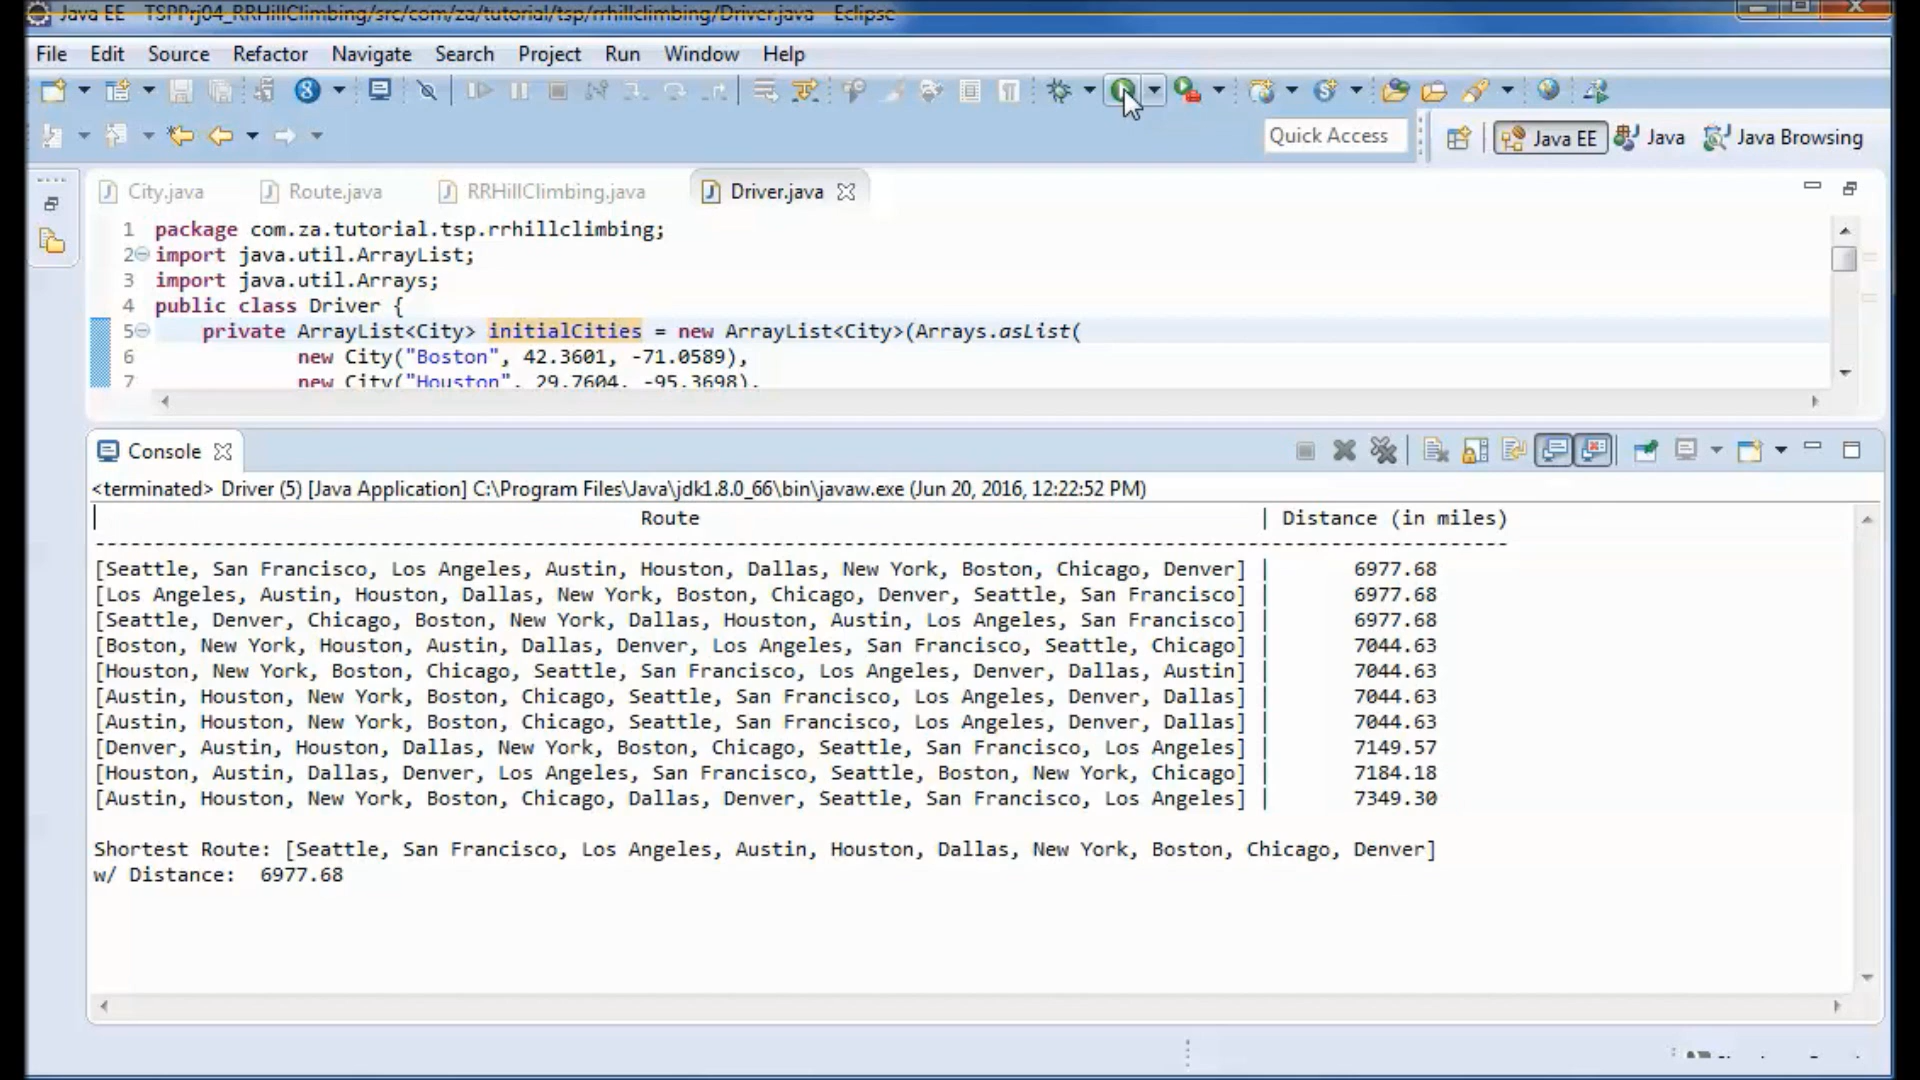 Java EE - TSPPrj04_RRHillClimbing/src/com/za/tutorial/tsp/rrhillclimbing/Driver.java - Eclipse
File Edit Source Refactor Navigate Search Project Run Window Help
Quick Access
Java EE Java Java Browsing
City.java Route.java RRHillClimbing.java Driver.java
1 package com.za.tutorial.tsp.rrhillclimbing;
2 import java.util.ArrayList;
3 import java.util.Arrays;
4 public class Driver {
5 private ArrayList<City> initialCities = new ArrayList<City>(Arrays.asList(
6 new City("Boston", 42.3601, -71.0589),
7 new City("Houston", 29.7604, -95.3698),
Console
<terminated> Driver (5) [Java Application] C:\Program Files\Java\jdk1.8.0_66\bin\javaw.exe (Jun 20, 2016, 12:22:52 PM)
Route | Distance (in miles)
-----------------------------------------------------------------------------------------------------------------------
[Seattle, San Francisco, Los Angeles, Austin, Houston, Dallas, New York, Boston, Chicago, Denver] | 6977.68
[Los Angeles, Austin, Houston, Dallas, New York, Boston, Chicago, Denver, Seattle, San Francisco] | 6977.68
[Seattle, Denver, Chicago, Boston, New York, Dallas, Houston, Austin, Los Angeles, San Francisco] | 6977.68
[Boston, New York, Houston, Austin, Dallas, Denver, Los Angeles, San Francisco, Seattle, Chicago] | 7044.63
[Houston, New York, Boston, Chicago, Seattle, San Francisco, Los Angeles, Denver, Dallas, Austin] | 7044.63
[Austin, Houston, New York, Boston, Chicago, Seattle, San Francisco, Los Angeles, Denver, Dallas] | 7044.63
[Austin, Houston, New York, Boston, Chicago, Seattle, San Francisco, Los Angeles, Denver, Dallas] | 7044.63
[Denver, Austin, Houston, Dallas, New York, Boston, Chicago, Seattle, San Francisco, Los Angeles] | 7149.57
[Houston, Austin, Dallas, Denver, Los Angeles, San Francisco, Seattle, Boston, New York, Chicago] | 7184.18
[Austin, Houston, New York, Boston, Chicago, Dallas, Denver, Seattle, San Francisco, Los Angeles] | 7349.30
Shortest Route: [Seattle, San Francisco, Los Angeles, Austin, Houston, Dallas, New York, Boston, Chicago, Denver]
w/ Distance: 6977.68